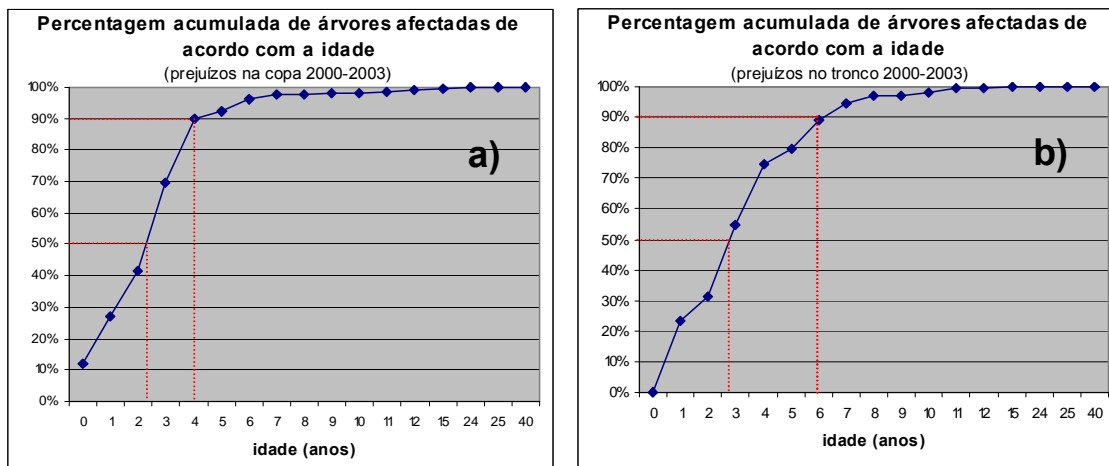 Percentagem acumulada de árvores afectadas de
acordo com a idade
(prejuízos na copa 2000-2003)
100%
90%
80%
70%
60%
50%
40%
30%
20%
10%
0%
a)
0 1 2 3 4 5 6 7 8 9 10 11 12 15 24 25 40
idade (anos)
Percentagem acumulada de árvores afectadas de
acordo com a idade
(prejuízos no tronco 2000-2003)
100%
90%
80%
70%
60%
50%
40%
30%
20%
10%
0%
b)
0 1 2 3 4 5 6 7 8 9 10 11 12 15 24 25 40
idade (anos)